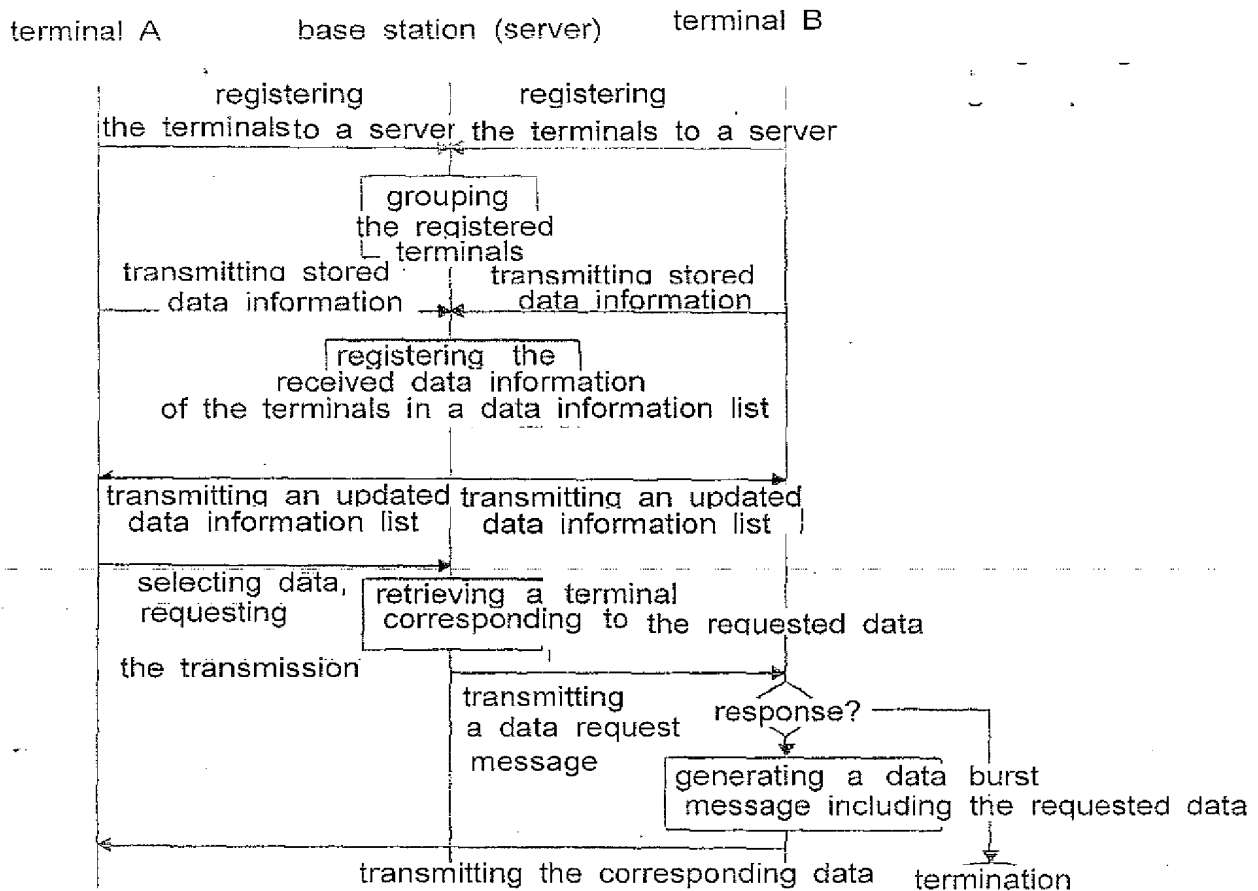 terminal A base station (server) terminal B
registering registering
the terminals to a server the terminals to a server
grouping
the registered
terminals
transmitting stored transmitting stored
data information data information
registering the
received data information
of the terminals in a data information list
transmitting an updated transmitting an updated
data information list data information list
selecting data,
requesting
the transmission
retrieving a terminal
corresponding to the requested data
transmitting
a data request
message
response?
generating a data burst
message including the requested data
transmitting the corresponding data
termination